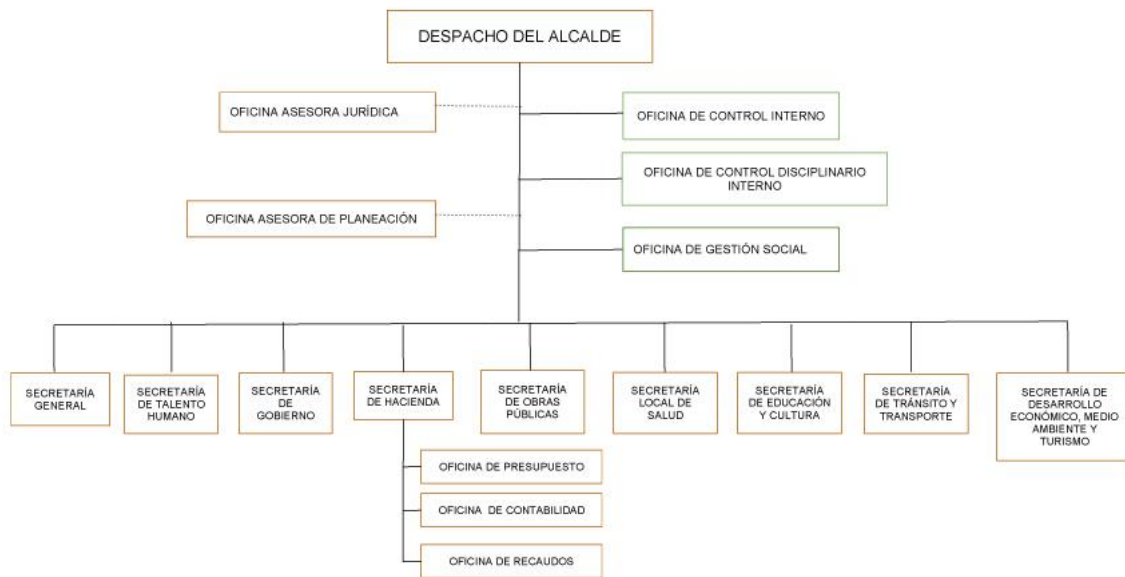 DESPACHO DEL ALCALDE
OFICINA ASESORA JURÍDICA
OFICINA DE CONTROL INTERNO
OFICINA DE CONTROL DISCIPLINARIO
INTERNO
OFICINA ASESORA DE PLANEACIÓN
OFICINA DE GESTIÓN SOCIAL
SECRETARÍA
GENERAL
SECRETARÍA
DE TALENTO
HUMANO
SECRETARÍA
DE
GOBIERNO
SECRETARÍA
DE HACIENDA
SECRETARÍA
DE OBRAS
PÚBLICAS
SECRETARÍA
LOCAL DE
SALUD
SECRETARÍA
DE EDUCACIÓN
Y CULTURA
SECRETARÍA
DE TRÁNSITO Y
TRANSPORTE
SECRETARÍA DE
DESARROLLO
ECONÓMICO, MEDIO
AMBIENTE Y
TURISMO
OFICINA DE PRESUPUESTO
OFICINA DE CONTABILIDAD
OFICINA DE RECAUDOS